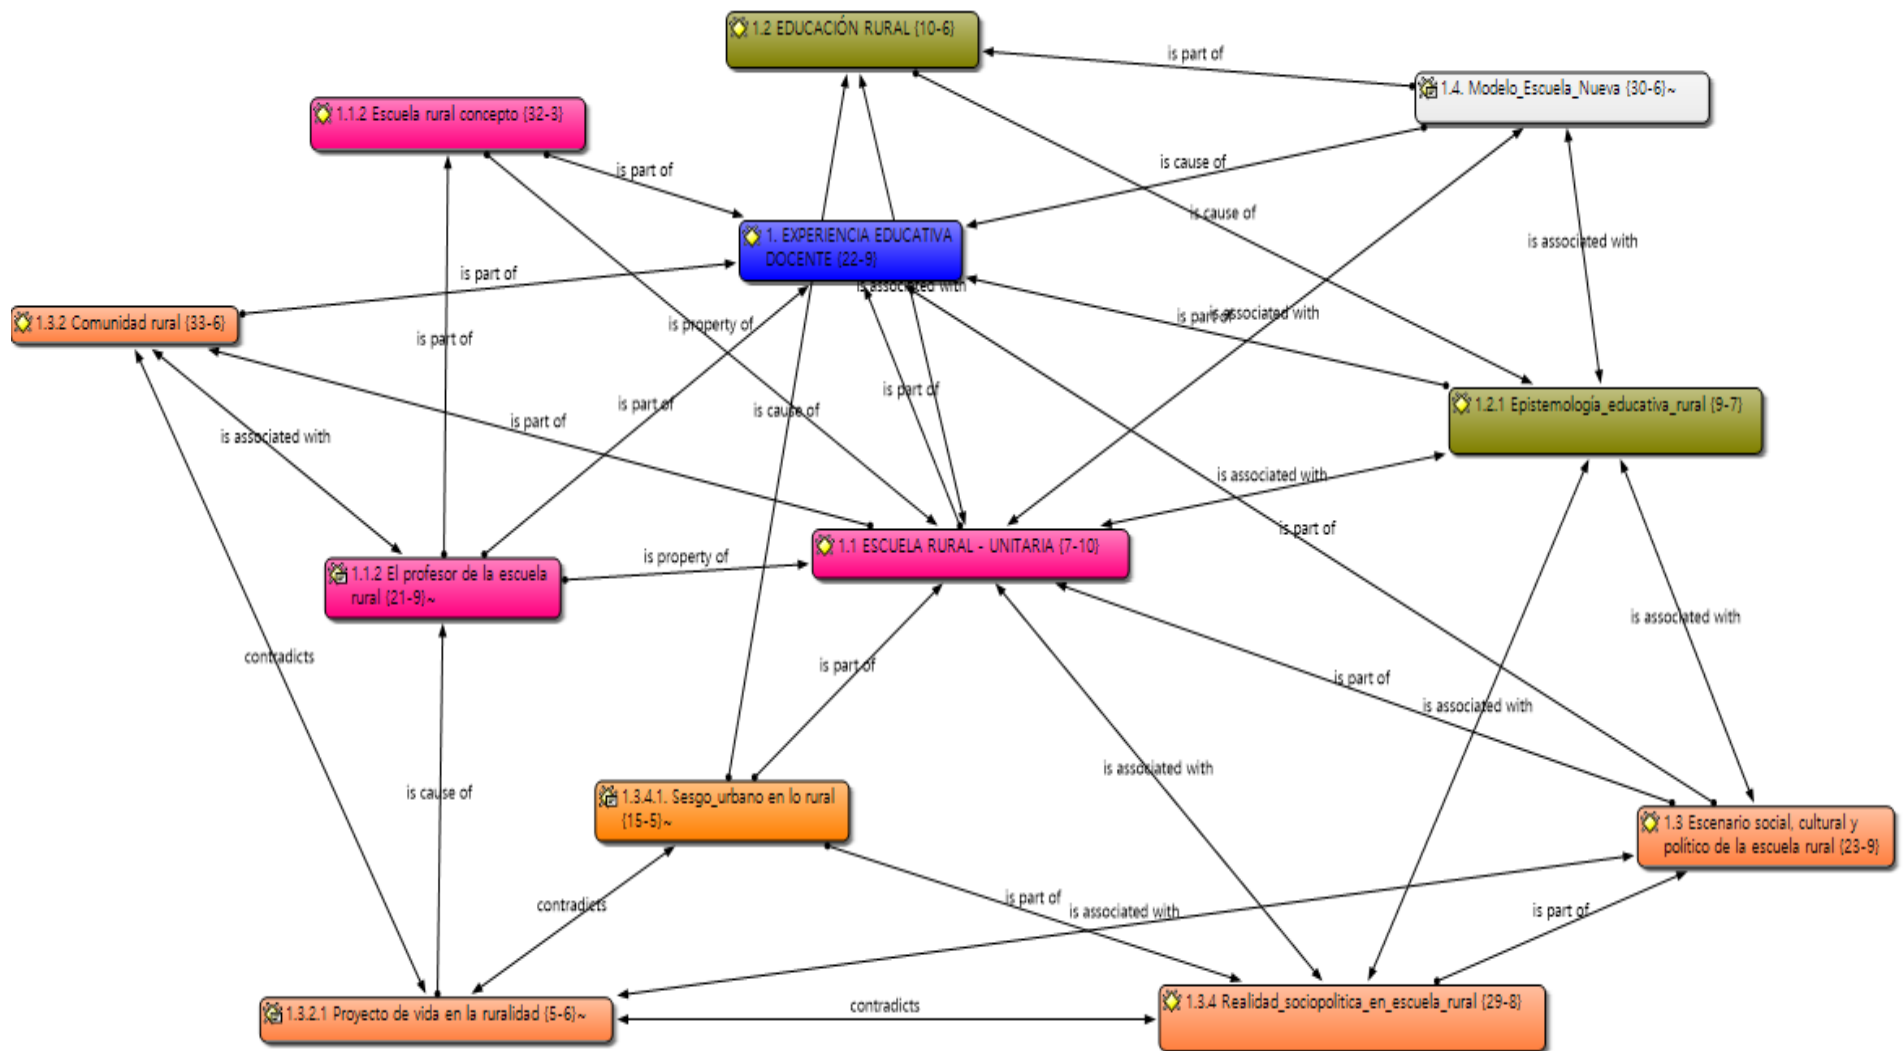 1.2 EDUCACIÓN RURAL {10-6}
is part of
1.4. Modelo_Escuela_Nueva {30-6}~
1.1.2 Escuela rural concepto {32-3}
is part of
is cause of
is cause of
1. EXPERIENCIA EDUCATIVA
DOCENTE {22-9}
is associated with
is part of
is associated with
1.3.2 Comunidad rural {33-6}
is property of
is part of
is associated with
is part of
is part of
is part of
is cause of
1.2.1 Epistemología_educativa_rural {9-7}
is part of
is associated with
is associated with
is part of
1.1 ESCUELA RURAL - UNITARIA {7-10}
is property of
1.1.2 El profesor de la escuela
rural {21-9}~
is associated with
contradicts
is part of
is part of
is associated with
is associated with
is cause of
1.3.4.1. Sesgo_urbano en lo rural
{15-5}~
1.3 Escenario social, cultural y
político de la escuela rural {23-9}
contradicts
is part of
is associated with
is part of
1.3.2.1 Proyecto de vida en la ruralidad {5-6}~
contradicts
1.3.4 Realidad_sociopolitica_en_escuela_rural {29-8}